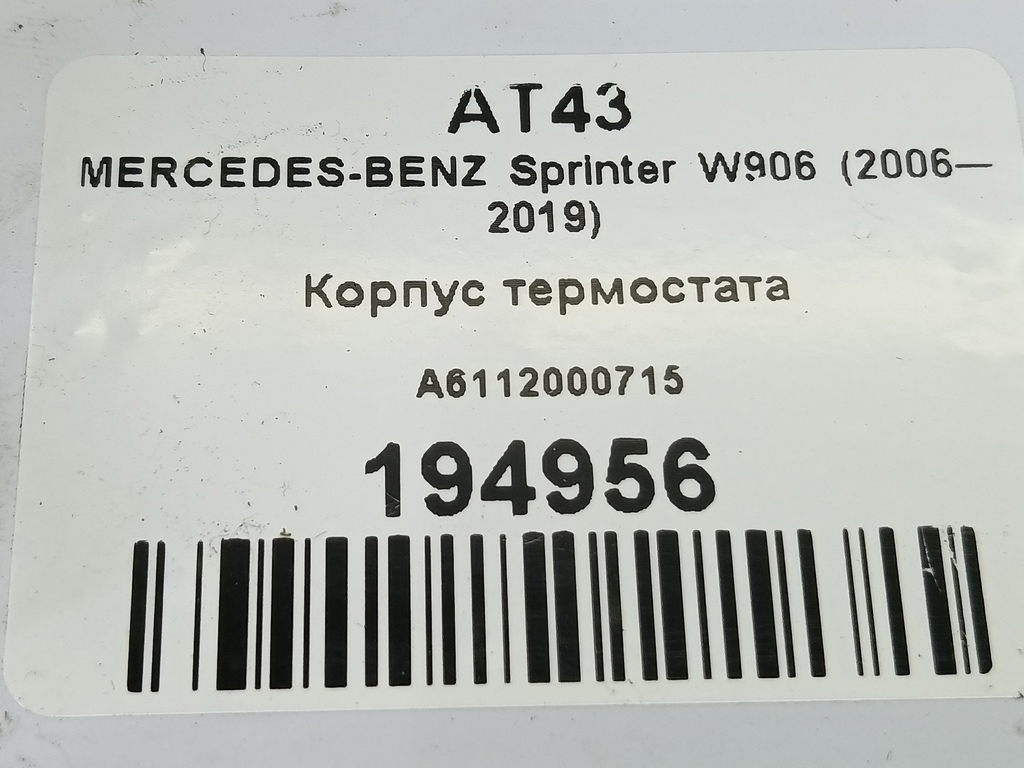 AT43
MERCEDES-BENZ Sprinter W906 (2006—
2019)
Корпус термостата
A6112000715
194956